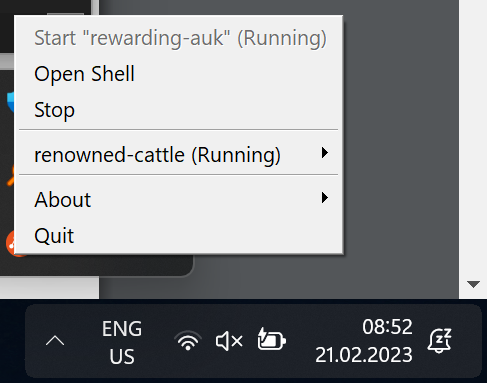 Start "rewarding-auk" (Running)
Open Shell
Stop
renowned-cattle (Running)
About
Quit
ENG
US
08:52
21.02.2023